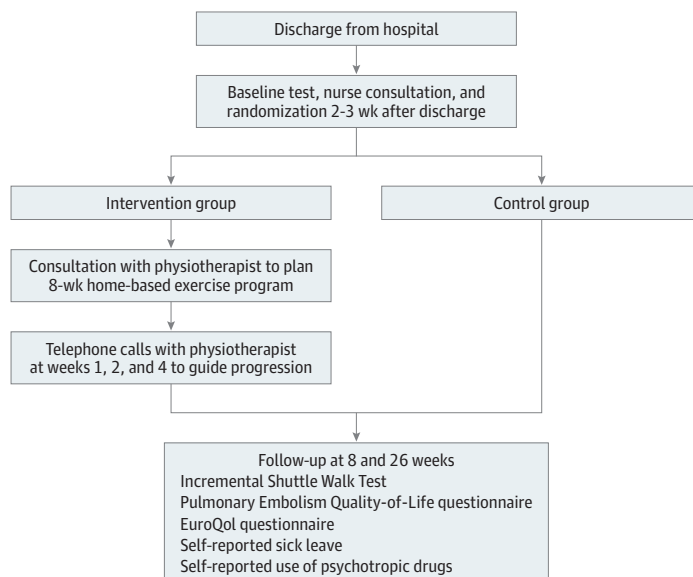 Discharge from hospital
Baseline test, nurse consultation, and
randomization 2-3 wk after discharge
Intervention group
Control group
Consultation with physiotherapist to plan
8-wk home-based exercise program
Telephone calls with physiotherapist
at weeks 1, 2, and 4 to guide progression
Follow-up at 8 and 26 weeks
Incremental Shuttle Walk Test
Pulmonary Embolism Quality-of-Life questionnaire
EuroQol questionnaire
Self-reported sick leave
Self-reported use of psychotropic drugs